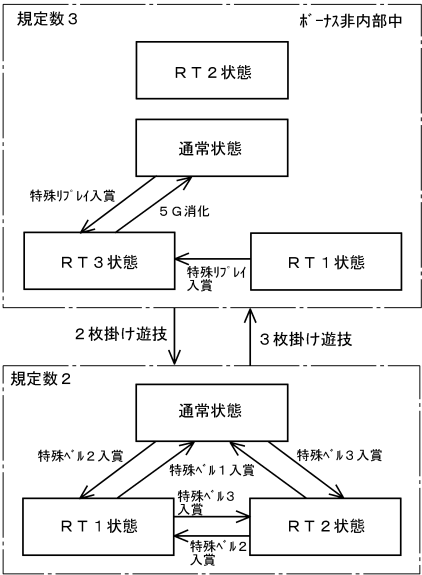 規定数３
ﾎﾞｰﾅｽ非内部中
ＲＴ２状態
通常状態
特殊ﾘﾌﾟﾚｲ入賞
５Ｇ消化
ＲＴ３状態
特殊ﾘﾌﾟﾚｲ
入賞
ＲＴ１状態
２枚掛け遊技
３枚掛け遊技
規定数２
通常状態
特殊ﾍﾞﾙ２入賞
特殊ﾍﾞﾙ１入賞
特殊ﾍﾞﾙ３入賞
ＲＴ１状態
特殊ﾍﾞﾙ３
入賞
特殊ﾍﾞﾙ２
入賞
ＲＴ２状態